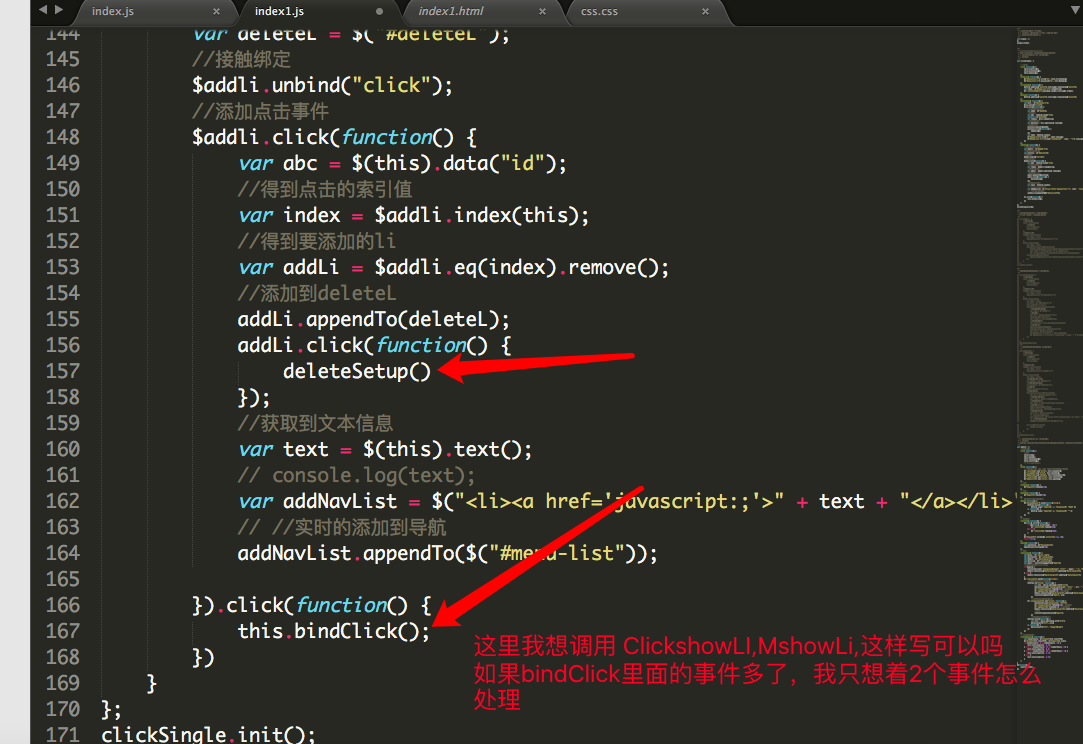 index.js × index1.js index1.html × css.css ×
144 var deleteL = $("#deleteL");
145 //接触绑定
146 $addli.unbind("click");
147 //添加点击事件
148 $addli.click(function() {
149 var abc = $(this).data("id");
150 //得到点击的索引值
151 var index = $addli.index(this);
152 //得到要添加的li
153 var addLi = $addli.eq(index).remove();
154 //添加到deleteL
155 addLi.appendTo(deleteL);
156 addLi.click(function() {
157 deleteSetup()
158 });
159 //获取到文本信息
160 var text = $(this).text();
161 // console.log(text);
162 var addNavList = $("<li><a href='javascript:;'>" + text + "</a></li>"
163 // //实时的添加到导航
164 addNavList.appendTo($("#menu-list"));
165
166 }).click(function() {
167 this.bindClick();
168 })
169 }
170 };
171 clickSingle.init();
这里我想调用 ClickshowLI,MshowLi,这样写可以吗
如果bindClick里面的事件多了，我只想着2个事件怎么
处理